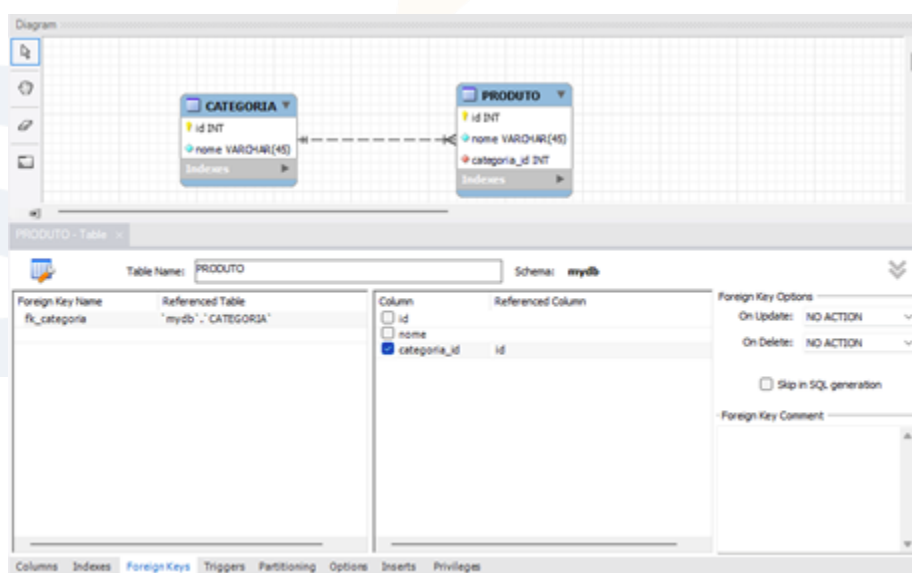 Diagram
CATEGORIA
id INT
nome VARCHAR(45)
Indexes
PRODUTO
id INT
nome VARCHAR(45)
categoria_id INT
Indexes
PRODUTO - Table ×
Table Name: PRODUTO
Schema: mydb
Foreign Key Name Referenced Table
fk_categoria `mydb`.`CATEGORIA`
Column Referenced Column
id
nome
categoria_id id
Foreign Key Options
On Update: NO ACTION
On Delete: NO ACTION
Skip in SQL generation
Foreign Key Comment
Columns Indexes Foreign Keys Triggers Partitioning Options Inserts Privileges